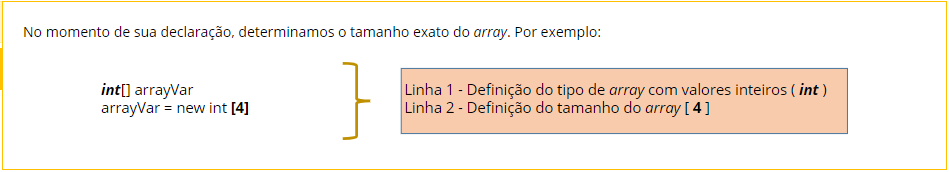 No momento de sua declaração, determinamos o tamanho exato do array. Por exemplo:
int[] arrayVar
arrayVar = new int [4]
Linha 1 - Definição do tipo de array com valores inteiros ( int )
Linha 2 - Definição do tamanho do array [ 4 ]